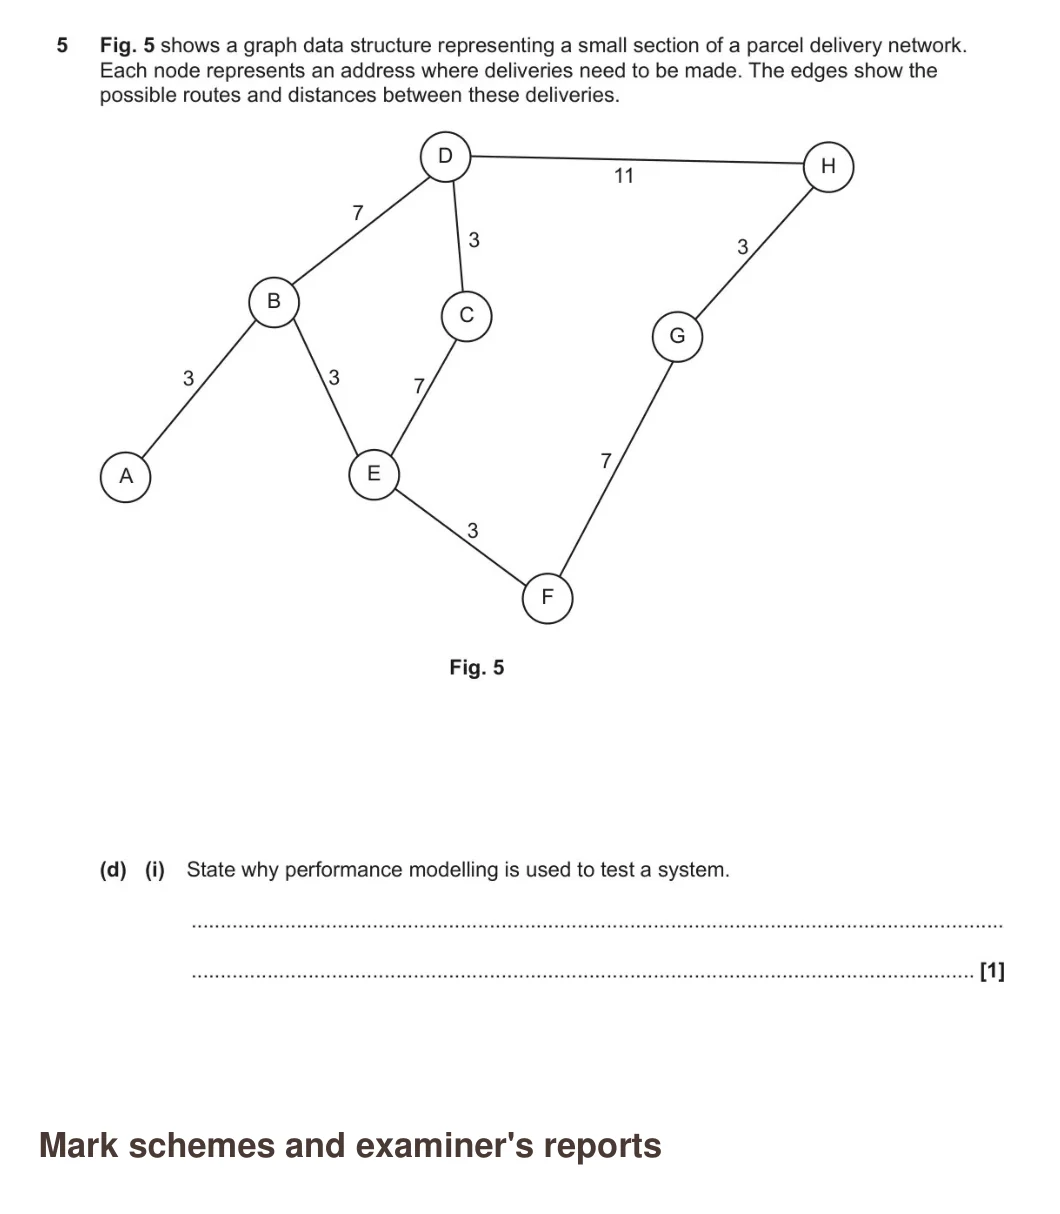 5 Fig. 5 shows a graph data structure representing a small section of a parcel delivery network.
Each node represents an address where deliveries need to be made. The edges show the
possible routes and distances between these deliveries.
D
H
11
7
3
3
B
C
G
3
3
7
A
E
7
3
F
Fig. 5
(d) (i) State why performance modelling is used to test a system.
[1]
Mark schemes and examiner's reports